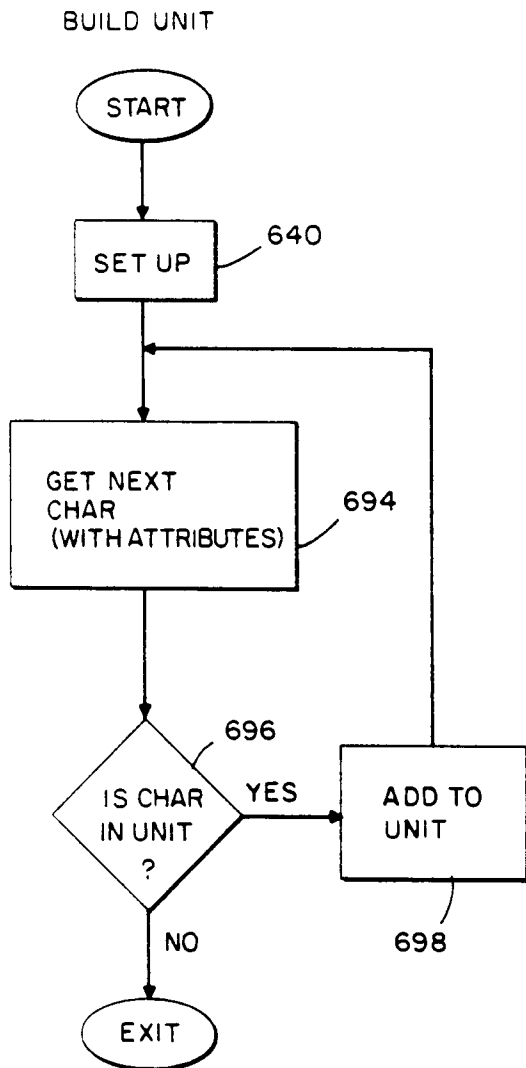 BUILD UNIT
START
SET UP
640
GET NEXT
CHAR
(WITH ATTRIBUTES)
694
696
IS CHAR
IN UNIT
?
YES
ADD TO
UNIT
698
NO
EXIT